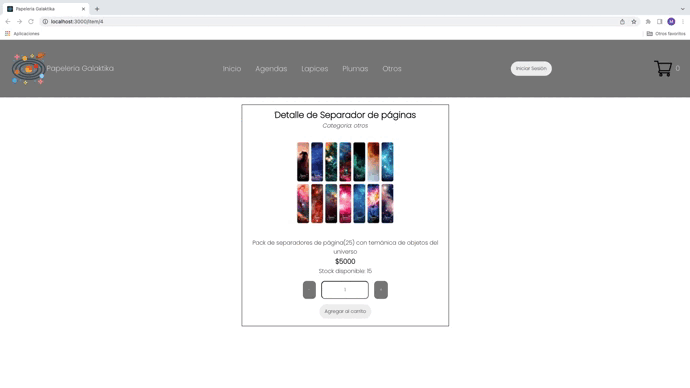 Papeleria Galaktika
localhost:3000/item/4
Aplicaciones
Otros favoritos
Papeleria Galaktika
Inicio
Agendas
Lapices
Plumas
Otros
Iniciar Sesión
0
Detalle de Separador de páginas
Categoria: otros
Pack de separadores de página(25) con temánica de objetos del
universo
$5000
Stock disponible: 15
1
+
Agregar al carrito